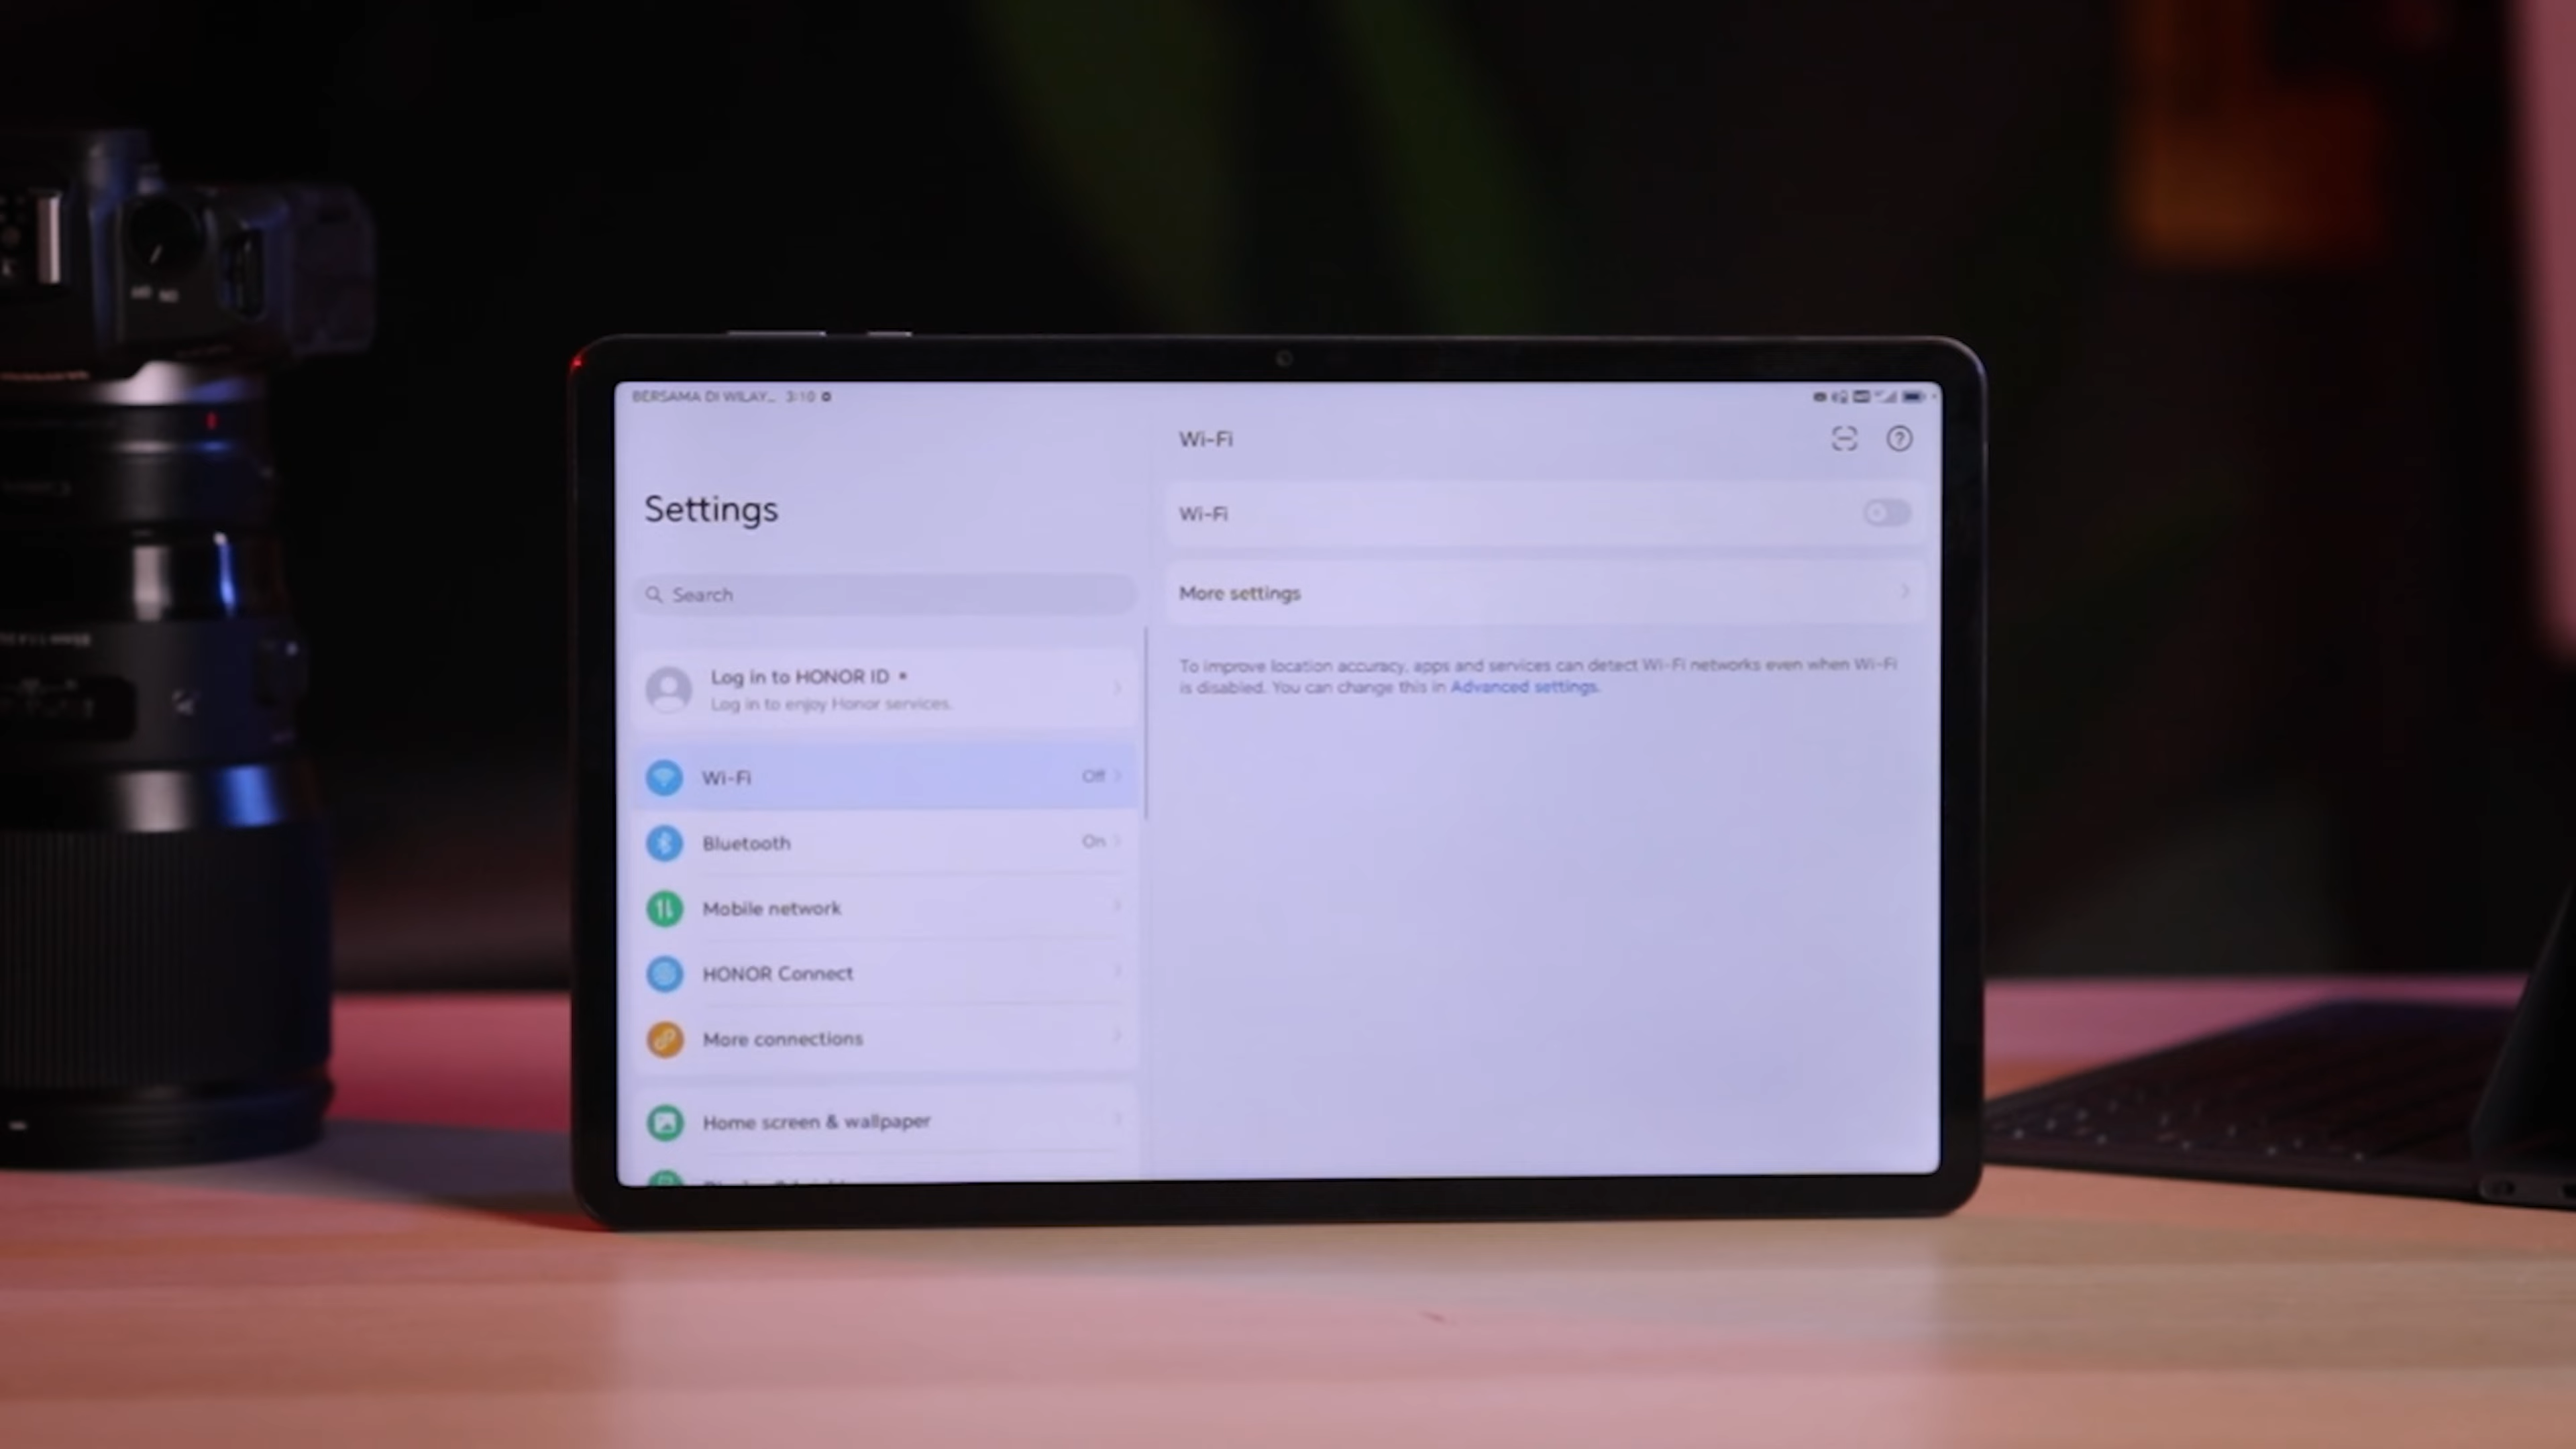 BERSAMA DI WILAY... 3:10
Settings
Search
Log in to HONOR ID
Log in to enjoy Honor services.
Wi-Fi Off
Bluetooth On
Mobile network
HONOR Connect
More connections
Home screen & wallpaper
Wi-Fi
Wi-Fi
More settings
To improve location accuracy, apps and services can detect Wi-Fi networks even when Wi-Fi
is disabled. You can change this in Advanced settings.